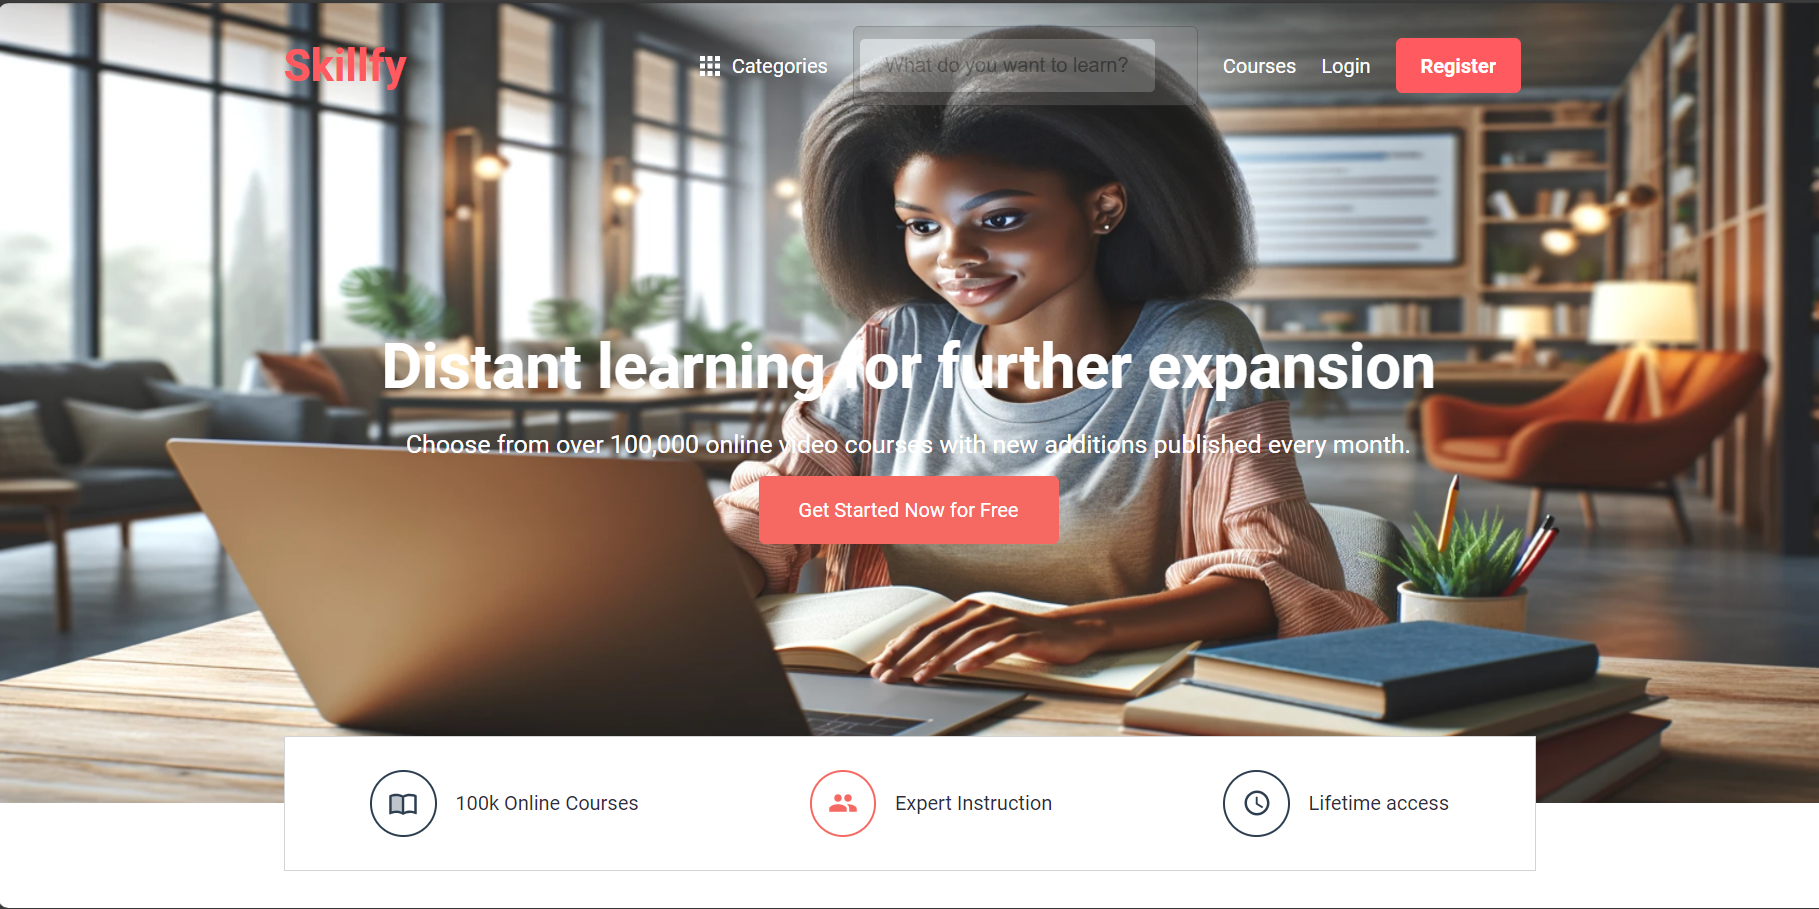 Skillfy
Categories
What do you want to learn?
Courses
Login
Register
Distant learning for further expansion
Choose from over 100,000 online video courses with new additions published every month.
Get Started Now for Free
100k Online Courses
Expert Instruction
Lifetime access